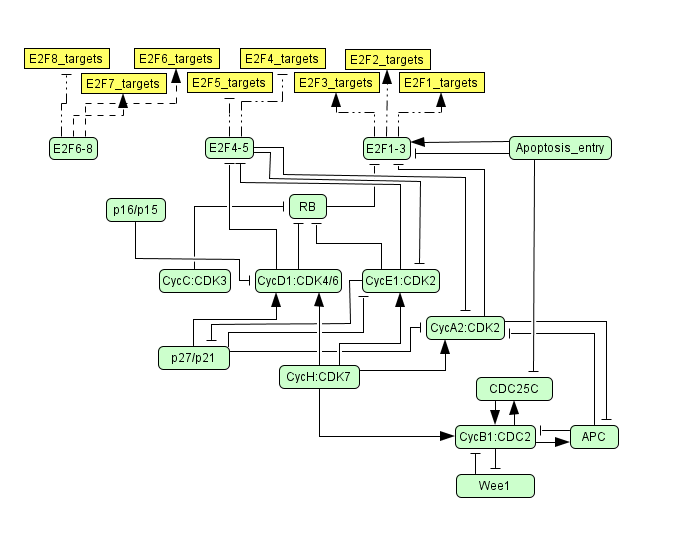 E2F8_targets
E2F6_targets
E2F4_targets
E2F2_targets
E2F7_targets
E2F5_targets
E2F3_targets
E2F1_targets
E2F6-8
E2F4-5
E2F1-3
Apoptosis_entry
p16/p15
RB
CycC:CDK3
CycD1:CDK4/6
CycE1:CDK2
CycA2:CDK2
p27/p21
CycH:CDK7
CDC25C
CycB1:CDC2
APC
Wee1